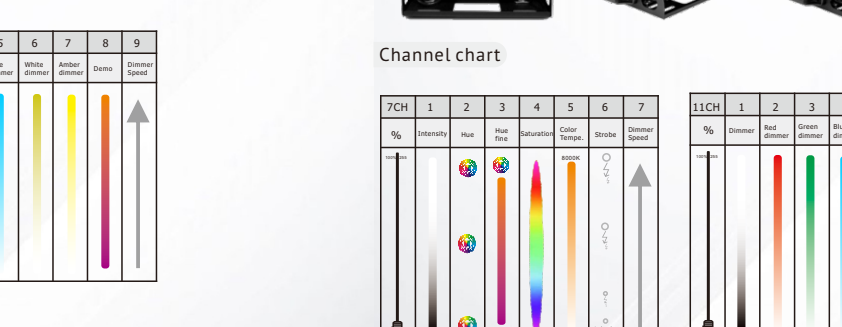 6 7 8 9
White dimmer
Amber dimmer
Demo
Dimmer Speed
Channel chart
7CH 1 2 3 4 5 6 7
%
Intensity
Hue
Hue fine
Saturation
Color Tempe.
Strobe
Dimmer Speed
8000K
11CH 1 2 3
%
Dimmer
Red dimmer
Green dimmer